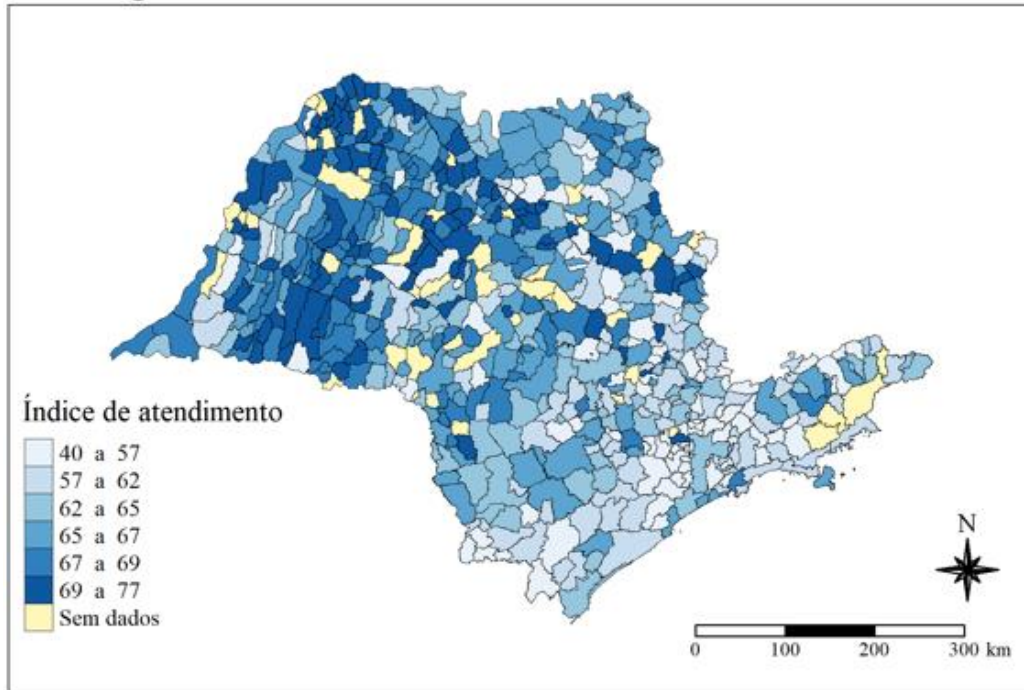 Índice de atendimento
40 a 57
57 a 62
62 a 65
65 a 67
67 a 69
69 a 77
Sem dados
N
0 100 200 300 km